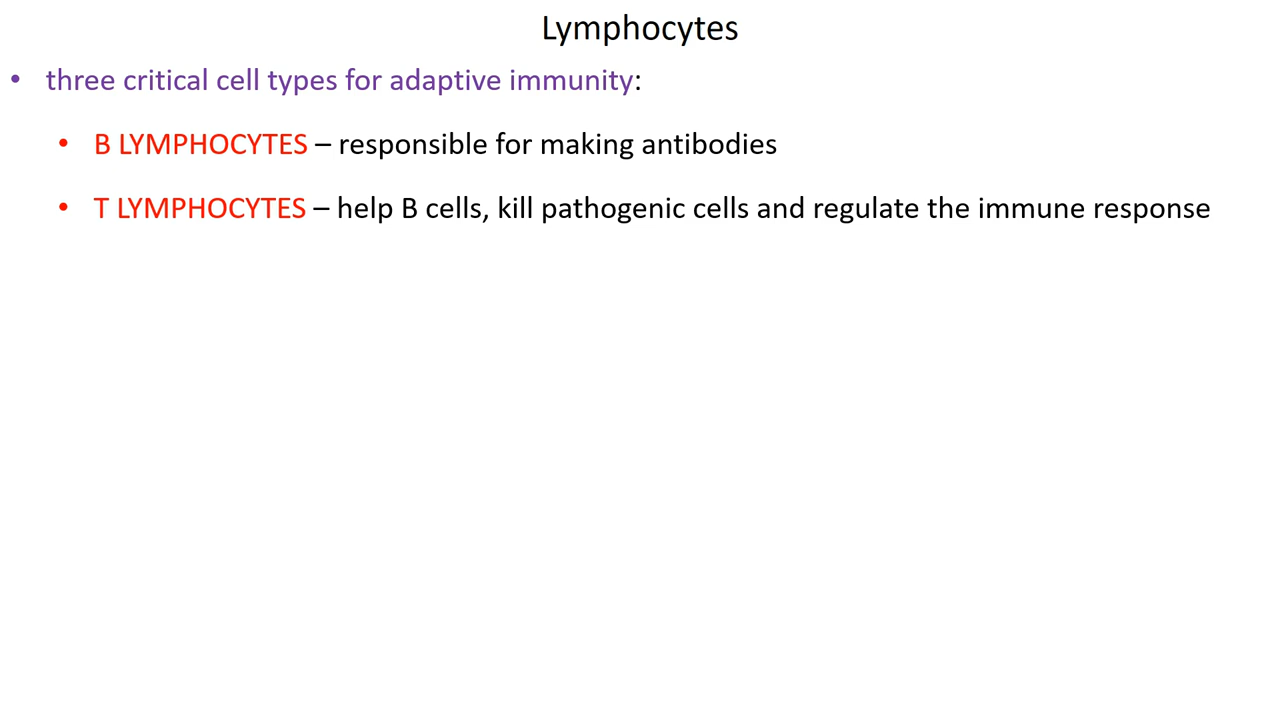 Lymphocytes
• three critical cell types for adaptive immunity:
• B LYMPHOCYTES – responsible for making antibodies
• T LYMPHOCYTES – help B cells, kill pathogenic cells and regulate the immune response